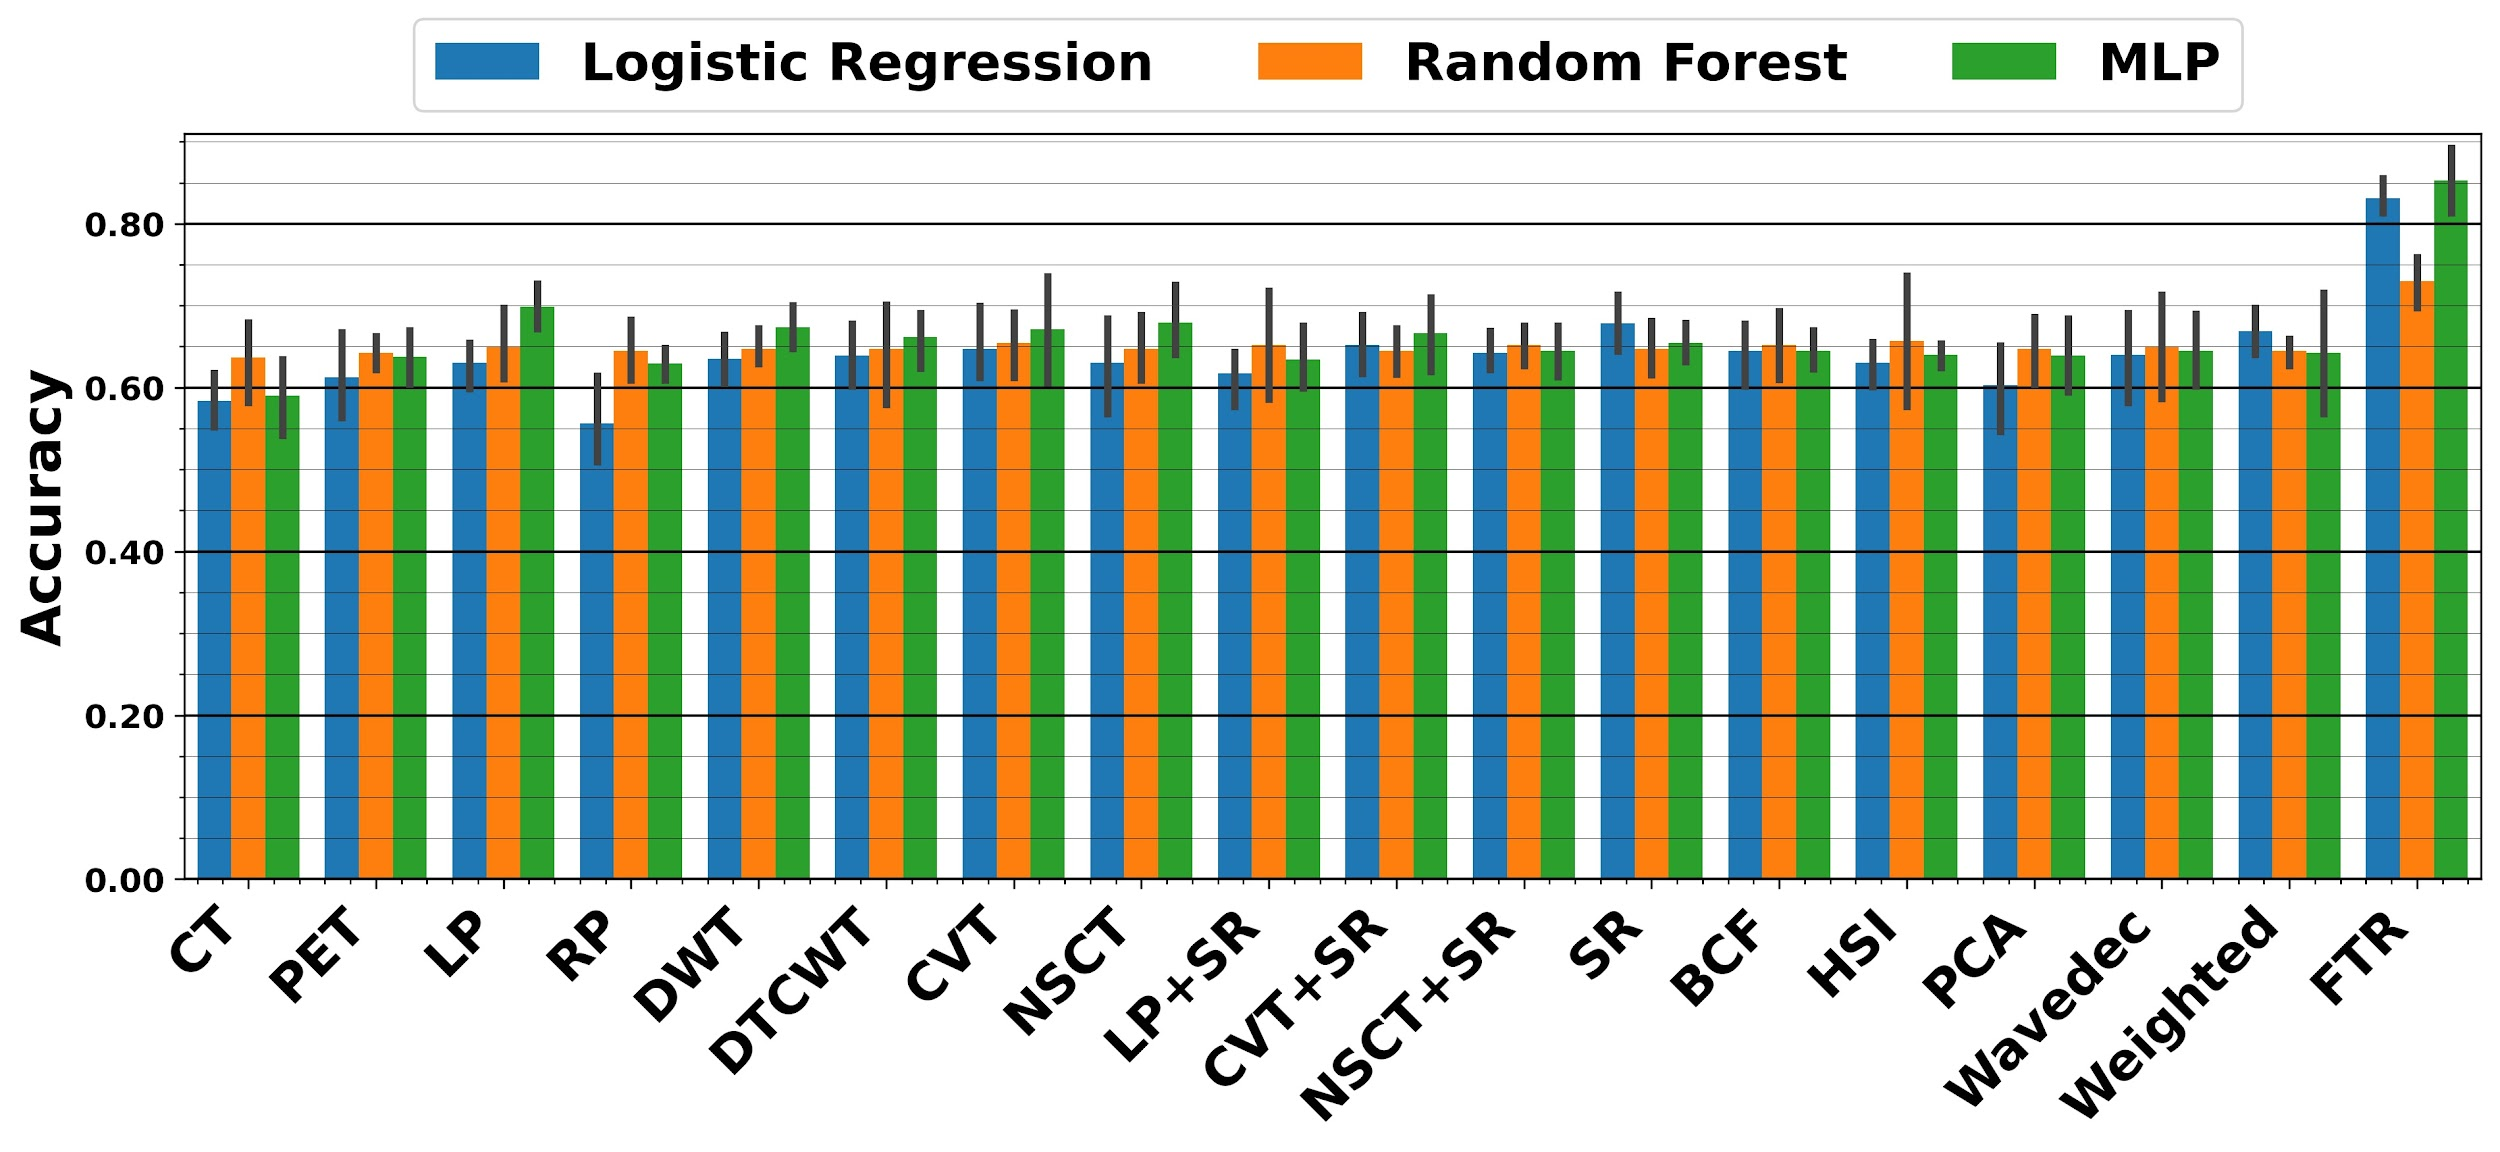 Logistic Regression Random Forest MLP
Accuracy
0.80
0.60
0.40
0.20
0.00
CT PET LP RP DWT DTCWT CVT NSCT LP+SR CVT+SR NSCT+SR SR BCF HSI PCA Wavedec Weighted FTR